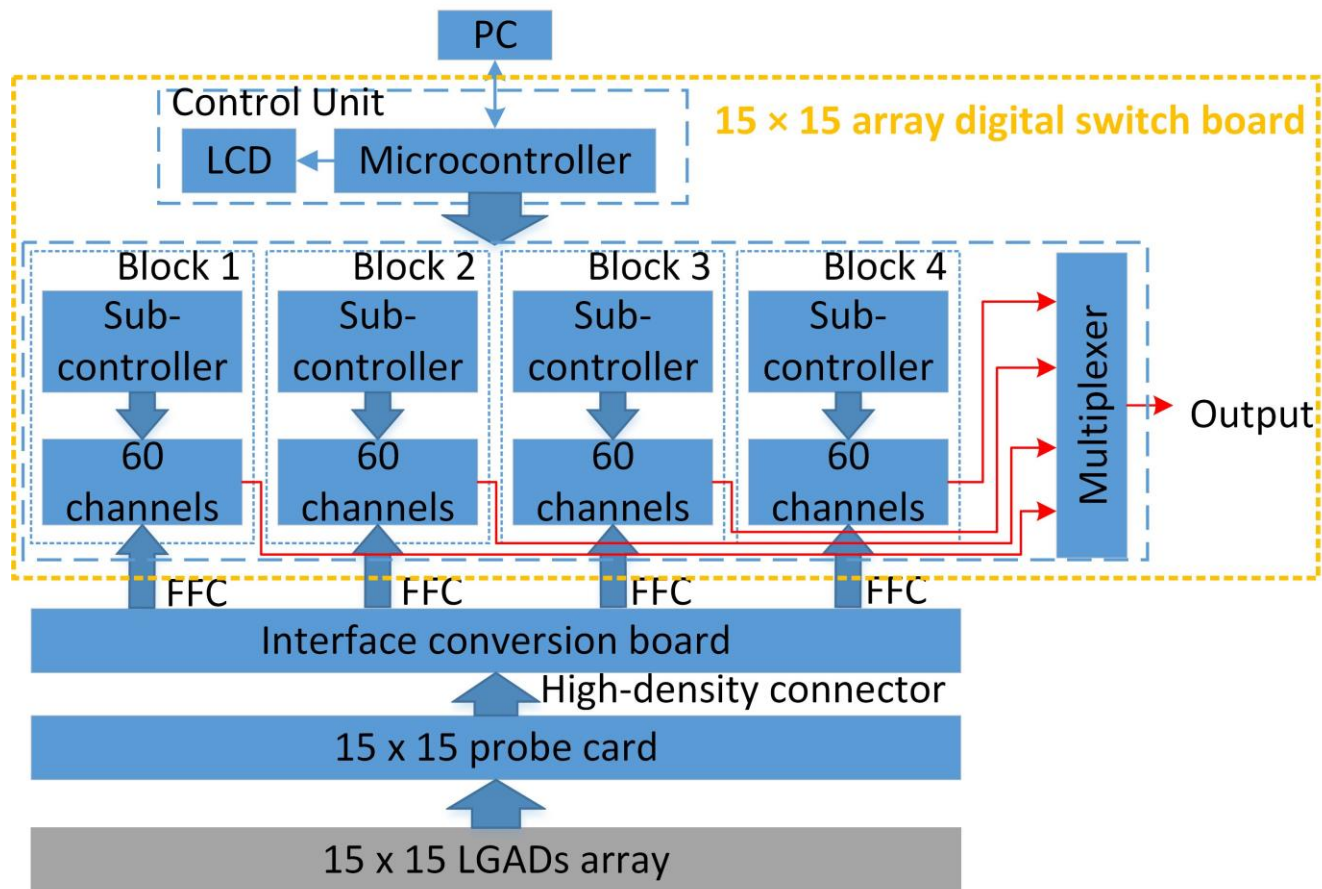 PC
Control Unit
15 × 15 array digital switch board
LCD
Microcontroller
Block 1
Block 2
Block 3
Block 4
Sub-
controller
Sub-
controller
Sub-
controller
Sub-
controller
60
channels
60
channels
60
channels
60
channels
Multiplexer
Output
FFC
FFC
FFC
FFC
Interface conversion board
High-density connector
15 x 15 probe card
15 x 15 LGADs array